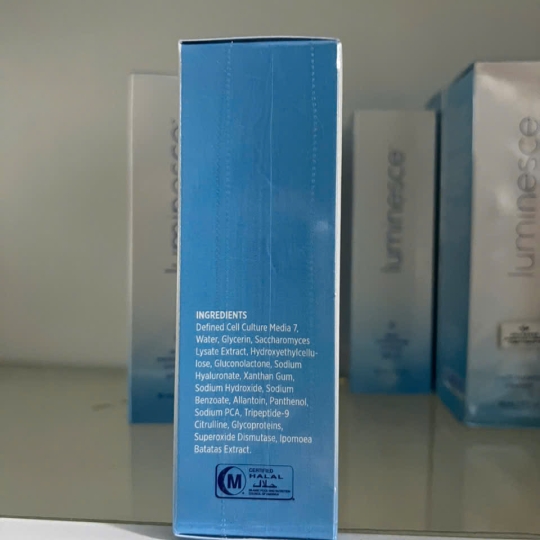 INGREDIENTS
Defined Cell Culture Media 7,
Water, Glycerin, Saccharomyces
Lysate Extract, Hydroxyethylcellu-
lose, Gluconolactone, Sodium
Hyaluronate, Xanthan Gum,
Sodium Hydroxide, Sodium
Benzoate, Allantoin, Panthenol,
Sodium PCA, Tripeptide-9
Citrulline, Glycoproteins,
Superoxide Dismutase, Ipomoea
Batatas Extract.
M
CERTIFIED
HALAL
حلال
luminesce
luminesce
luminesce